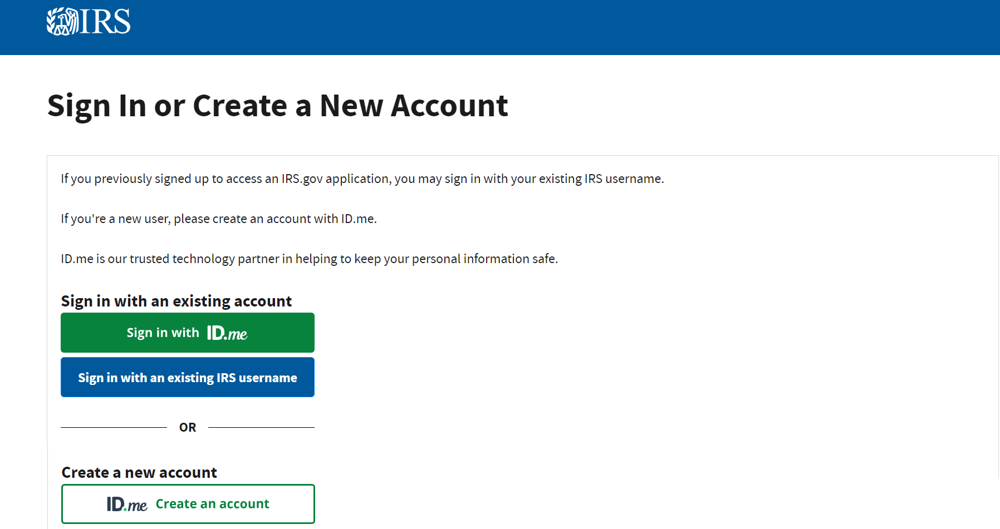 IRS
Sign In or Create a New Account
If you previously signed up to access an IRS.gov application, you may sign in with your existing IRS username.
If you're a new user, please create an account with ID.me.
ID.me is our trusted technology partner in helping to keep your personal information safe.
Sign in with an existing account
Sign in with ID.me
Sign in with an existing IRS username
OR
Create a new account
ID.me Create an account